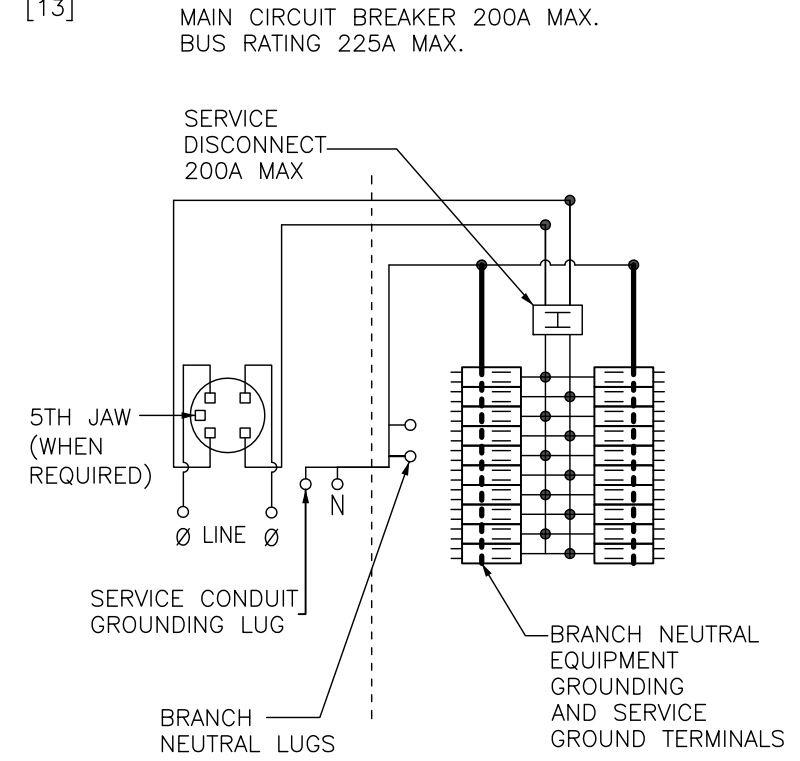 [13]
MAIN CIRCUIT BREAKER 200A MAX.
BUS RATING 225A MAX.
SERVICE
DISCONNECT
200A MAX
5TH JAW
(WHEN
REQUIRED)
N
Ø LINE Ø
SERVICE CONDUIT
GROUNDING LUG
BRANCH
NEUTRAL LUGS
BRANCH NEUTRAL
EQUIPMENT
GROUNDING
AND SERVICE
GROUND TERMINALS